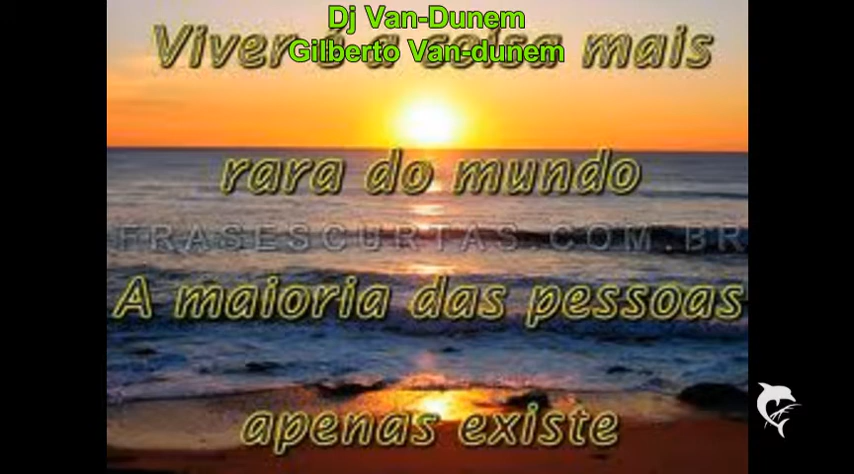 Dj Van-Dunem
Gilberto Van-dunem
Viver é a coisa mais
rara do mundo
FRASESCURTAS.COM.BR
A maioria das pessoas
apenas existe